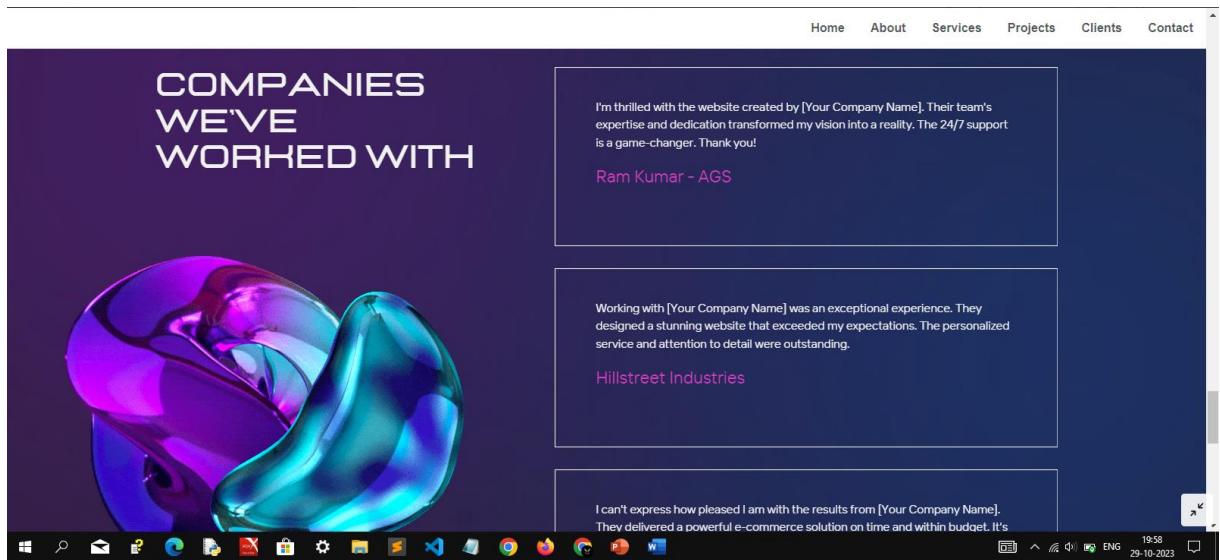 Home About Services Projects Clients Contact
COMPANIES
WE'VE
WORKED WITH
I'm thrilled with the website created by [Your Company Name]. Their team's
expertise and dedication transformed my vision into a reality. The 24/7 support
is a game-changer. Thank you!
Ram Kumar - AGS
Working with [Your Company Name] was an exceptional experience. They
designed a stunning website that exceeded my expectations. The personalized
service and attention to detail were outstanding.
Hillstreet Industries
I can't express how pleased I am with the results from [Your Company Name].
They delivered a powerful e-commerce solution on time and within budget. It's
ENG
19:58
29-10-2023